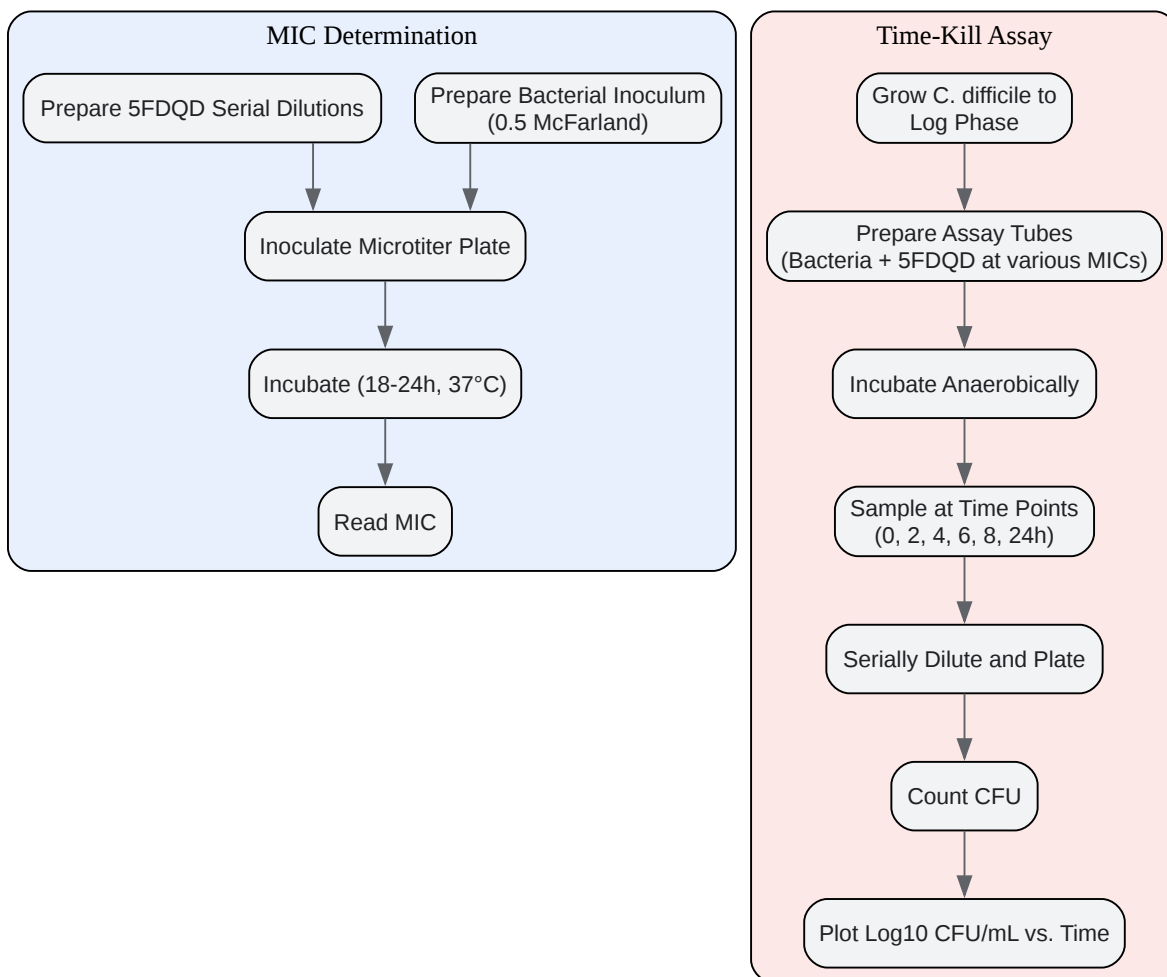 MIC Determination
Prepare 5FDQD Serial Dilutions
Prepare Bacterial Inoculum
(0.5 McFarland)
Inoculate Microtiter Plate
Incubate (18-24h, 37°C)
Read MIC
Time-Kill Assay
Grow C. difficile to
Log Phase
Prepare Assay Tubes
(Bacteria + 5FDQD at various MICs)
Incubate Anaerobically
Sample at Time Points
(0, 2, 4, 6, 8, 24h)
Serially Dilute and Plate
Count CFU
Plot Log10 CFU/mL vs. Time